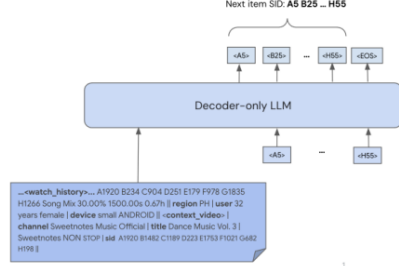 Next item SID: A5 B25 ... H55
<A5> <B25> ... <H55> <EOS>
Decoder-only LLM
<A5> ... <H55>
...<watch_history>... A1920 B234 C904 D251 E179 F978 G1835
H1266 Song Mix 30.00% 1500.00s 0.67h || region PH | user 32
years female | device small ANDROID || <context_video> |
channel Sweetnotes Music Official | title Dance Music Vol. 3 |
Sweetnotes NON STOP | sid A1920 B1482 C1189 D223 E1753 F1021 G682
H198 ||